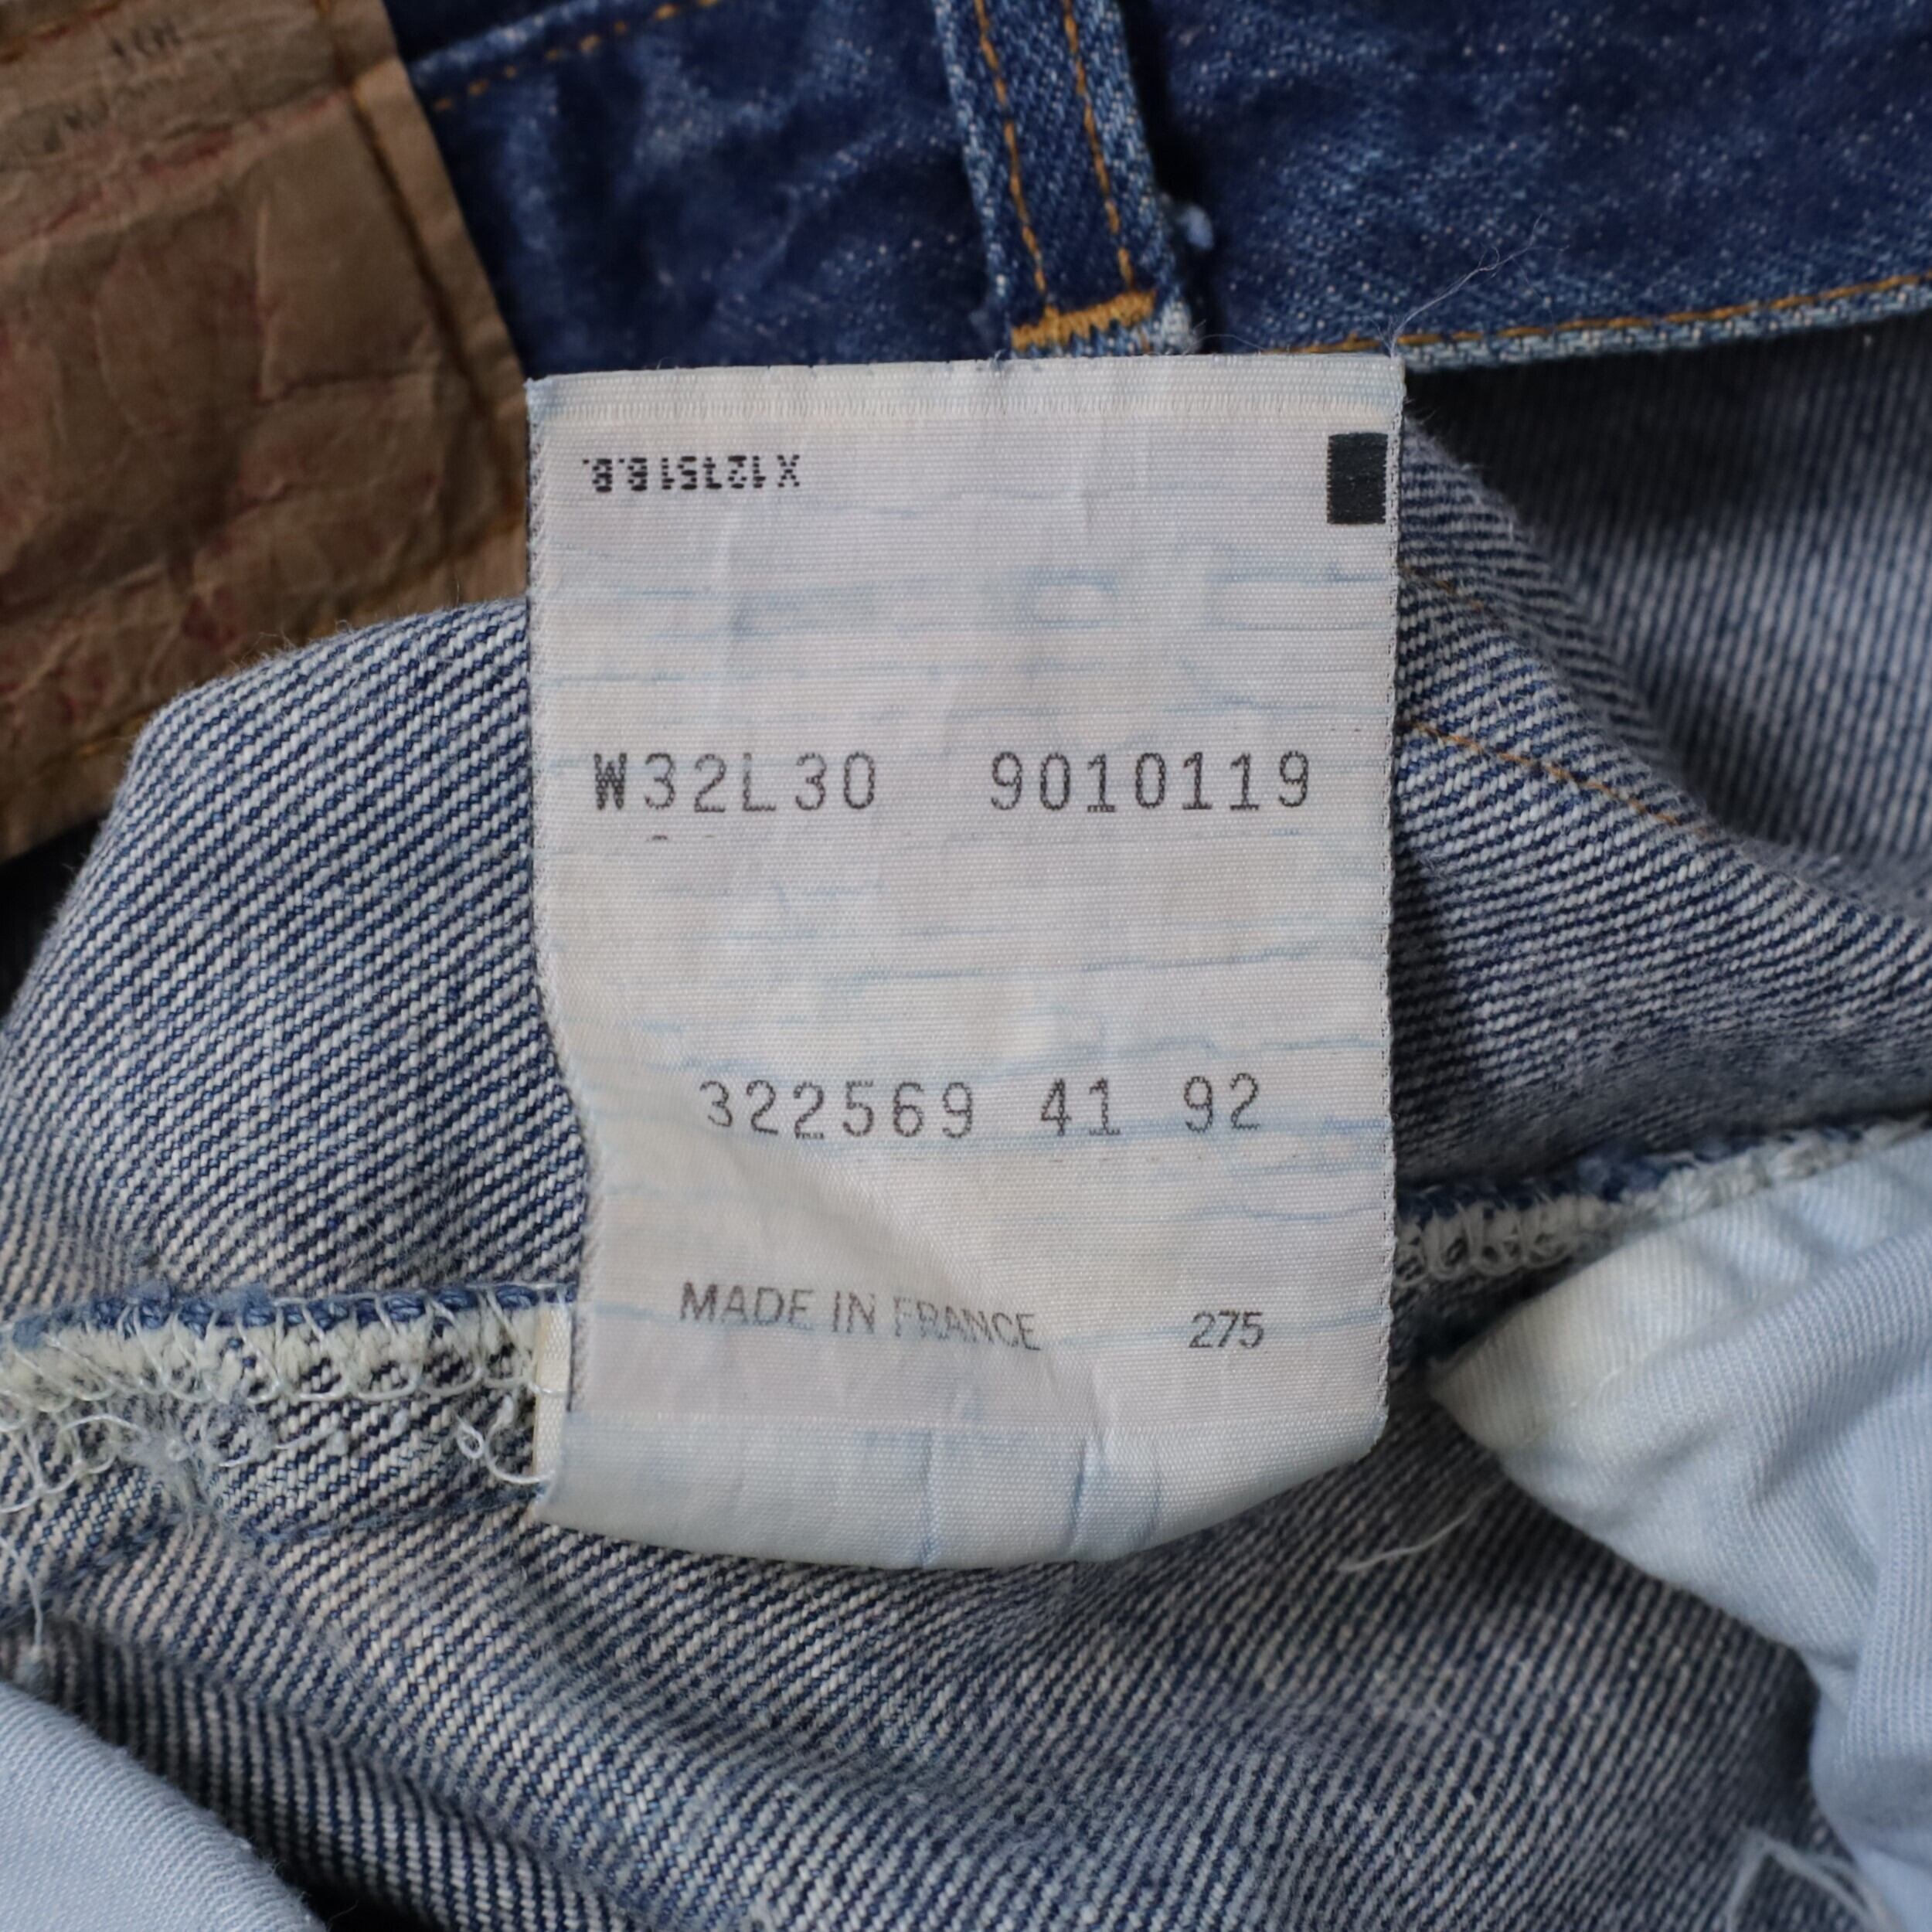 X12151B.B.
W32L30 9010119
322569 41 92
MADE IN FRANCE 275